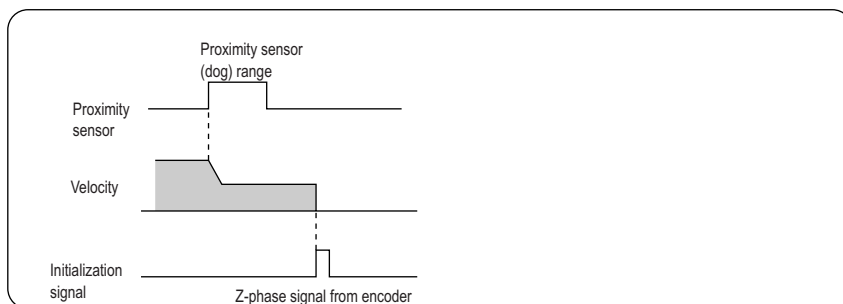 Proximity sensor
(dog) range
Proximity
sensor
Velocity
Initialization
signal
Z-phase signal from encoder